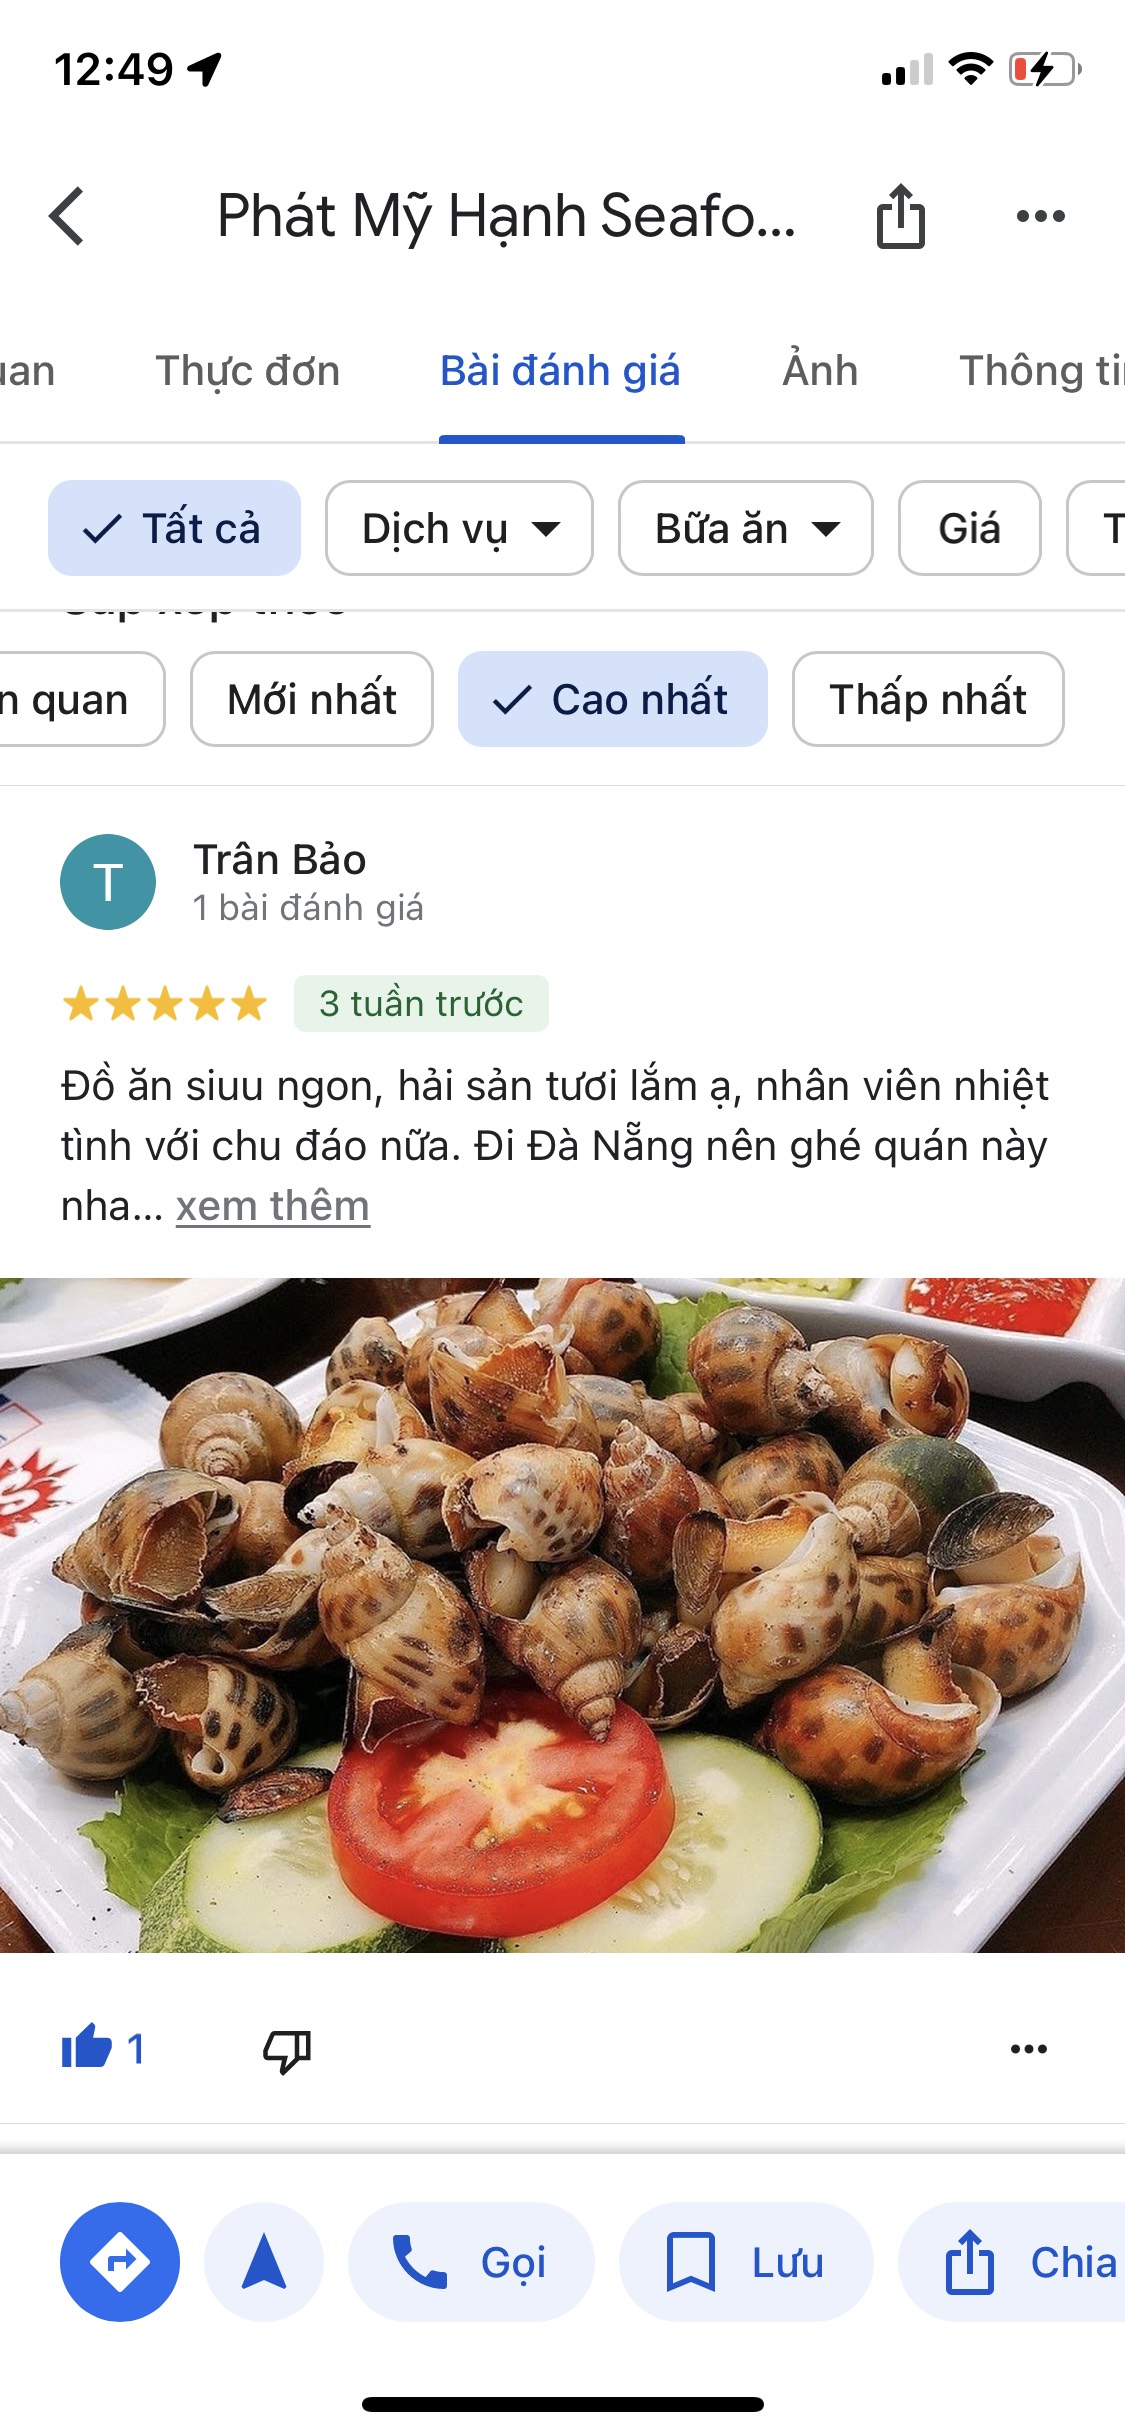 12:49
Phát Mỹ Hạnh Seafo...
Thực đơn
Bài đánh giá
Ảnh
Thông
Tất cả
Dịch vụ
Bữa ăn
Giá
quan
Mới nhất
Cao nhất
Thấp nhất
T
Trân Bảo
1 bài đánh giá
3 tuần trước
Đồ ăn siuu ngon, hải sản tươi lắm ạ, nhân viên nhiệt
tình với chu đáo nữa. Đi Đà Nẵng nên ghé quán này
nha... xem thêm
1
Gọi
Lưu
Chia